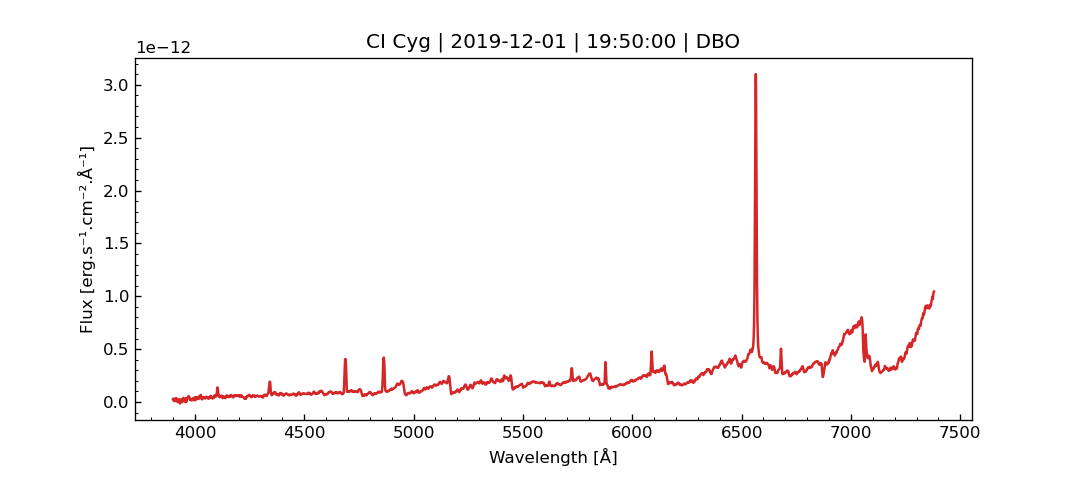 CI Cyg | 2019-12-01 | 19:50:00 | DBO
1e−12
3.0
2.5
2.0
1.5
1.0
0.5
0.0
Flux [erg.s⁻¹.cm⁻².Å⁻¹]
4000 4500 5000 5500 6000 6500 7000 7500
Wavelength [Å]